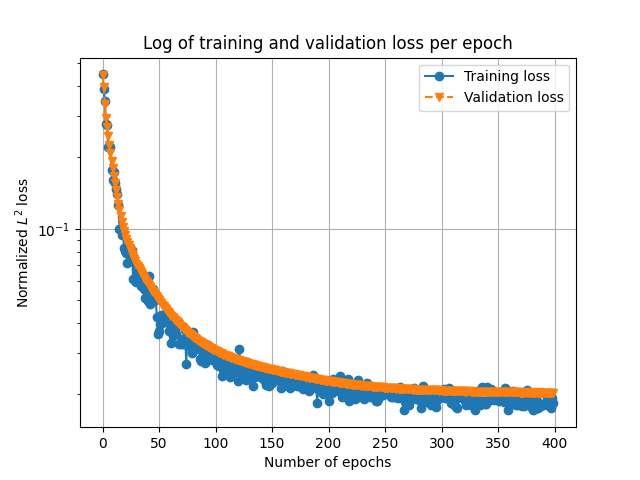 Log of training and validation loss per epoch
Training loss
Validation loss
10⁻¹
Normalized L² loss
0 50 100 150 200 250 300 350 400
Number of epochs